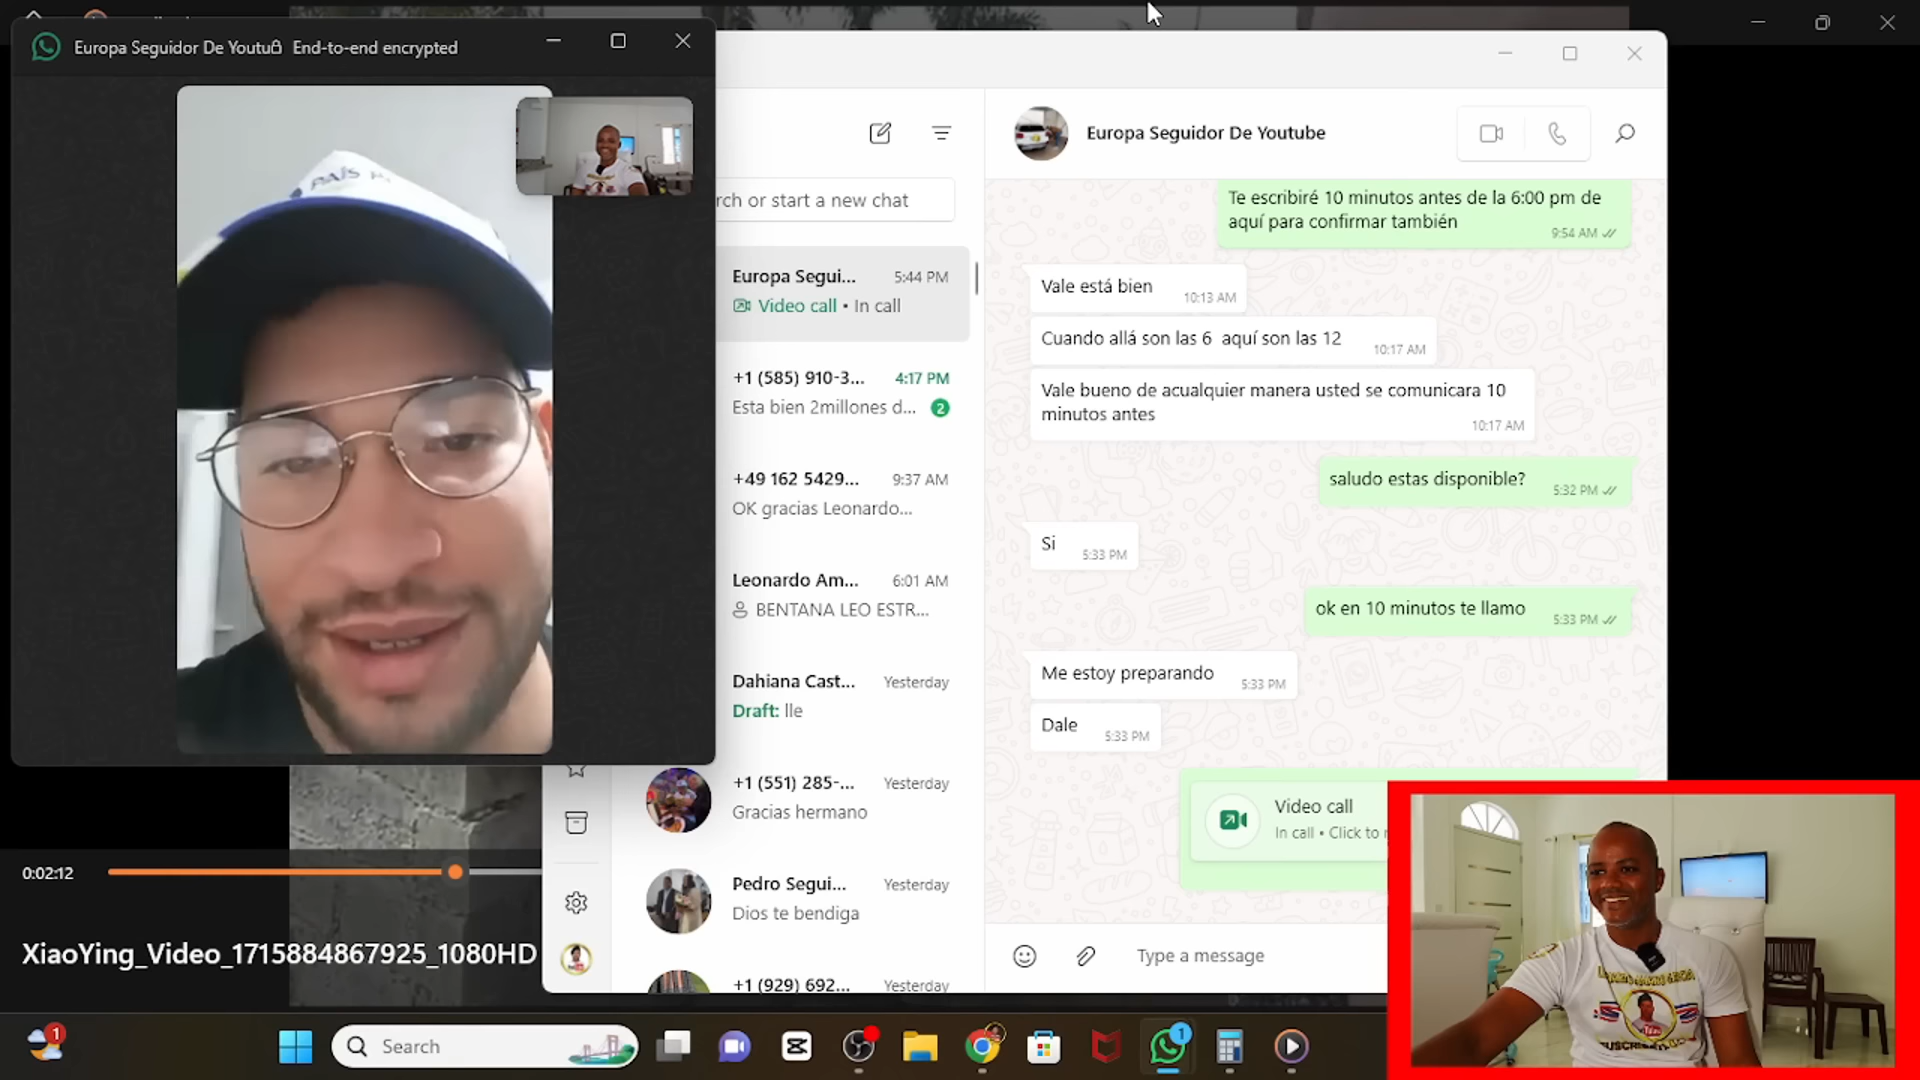 Europa Seguidor De Youtu End-to-end encrypted
PAÍS
rch or start a new chat
Europa Segui... 5:44 PM
Video call • In call
+1 (585) 910-3... 4:17 PM
Esta bien 2millones d... 2
+49 162 5429... 9:37 AM
OK gracias Leonardo...
Leonardo Am... 6:01 AM
BENTANA LEO ESTR...
Dahiana Cast... Yesterday
Draft: lle
+1 (551) 285-... Yesterday
Gracias hermano
Pedro Segui... Yesterday
Dios te bendiga
+1 (929) 692... Yesterday
Europa Seguidor De Youtube
Te escribiré 10 minutos antes de la 6:00 pm de
aquí para confirmar también
9:54 AM
Vale está bien 10:13 AM
Cuando allá son las 6 aquí son las 12 10:17 AM
Vale bueno de acualquier manera usted se comunicara 10
minutos antes
10:17 AM
saludo estas disponible? 5:32 PM
Si 5:33 PM
ok en 10 minutos te llamo 5:33 PM
Me estoy preparando 5:33 PM
Dale 5:33 PM
Video call
In call • Click to r
Type a message
0:02:12
XiaoYing_Video_1715884867925_1080HD
1
Search
1